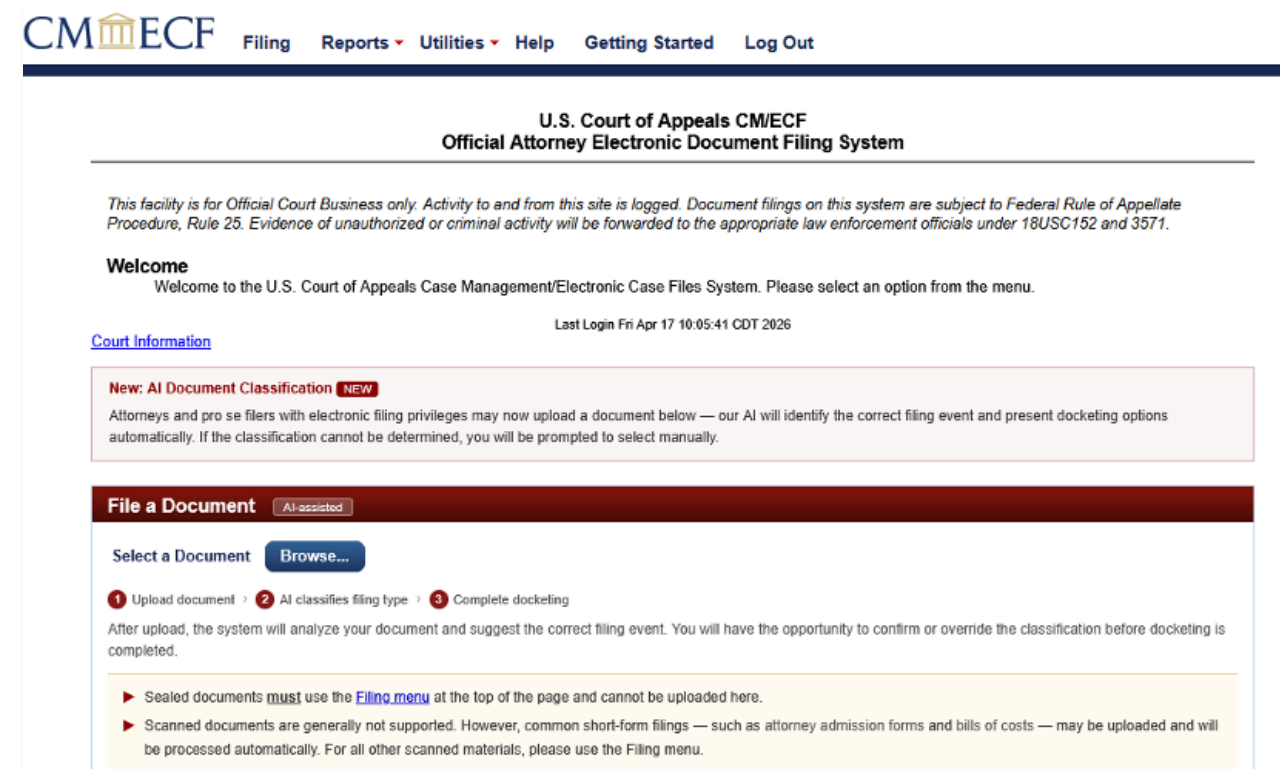 CM ECF Filing Reports Utilities Help Getting Started Log Out
U.S. Court of Appeals CM/ECF
Official Attorney Electronic Document Filing System
This facility is for Official Court Business only. Activity to and from this site is logged. Document filings on this system are subject to Federal Rule of Appellate
Procedure, Rule 25. Evidence of unauthorized or criminal activity will be forwarded to the appropriate law enforcement officials under 18USC152 and 3571.
Welcome
Welcome to the U.S. Court of Appeals Case Management/Electronic Case Files System. Please select an option from the menu.
Last Login Fri Apr 17 10:05:41 CDT 2026
Court Information
New: AI Document Classification NEW
Attorneys and pro se filers with electronic filing privileges may now upload a document below — our AI will identify the correct filing event and present docketing options
automatically. If the classification cannot be determined, you will be prompted to select manually.
File a Document AI-assisted
Select a Document Browse...
1 Upload document › 2 AI classifies filing type › 3 Complete docketing
After upload, the system will analyze your document and suggest the correct filing event. You will have the opportunity to confirm or override the classification before docketing is
completed.
► Sealed documents must use the Filing menu at the top of the page and cannot be uploaded here.
► Scanned documents are generally not supported. However, common short-form filings — such as attorney admission forms and bills of costs — may be uploaded and will
be processed automatically. For all other scanned materials, please use the Filing menu.